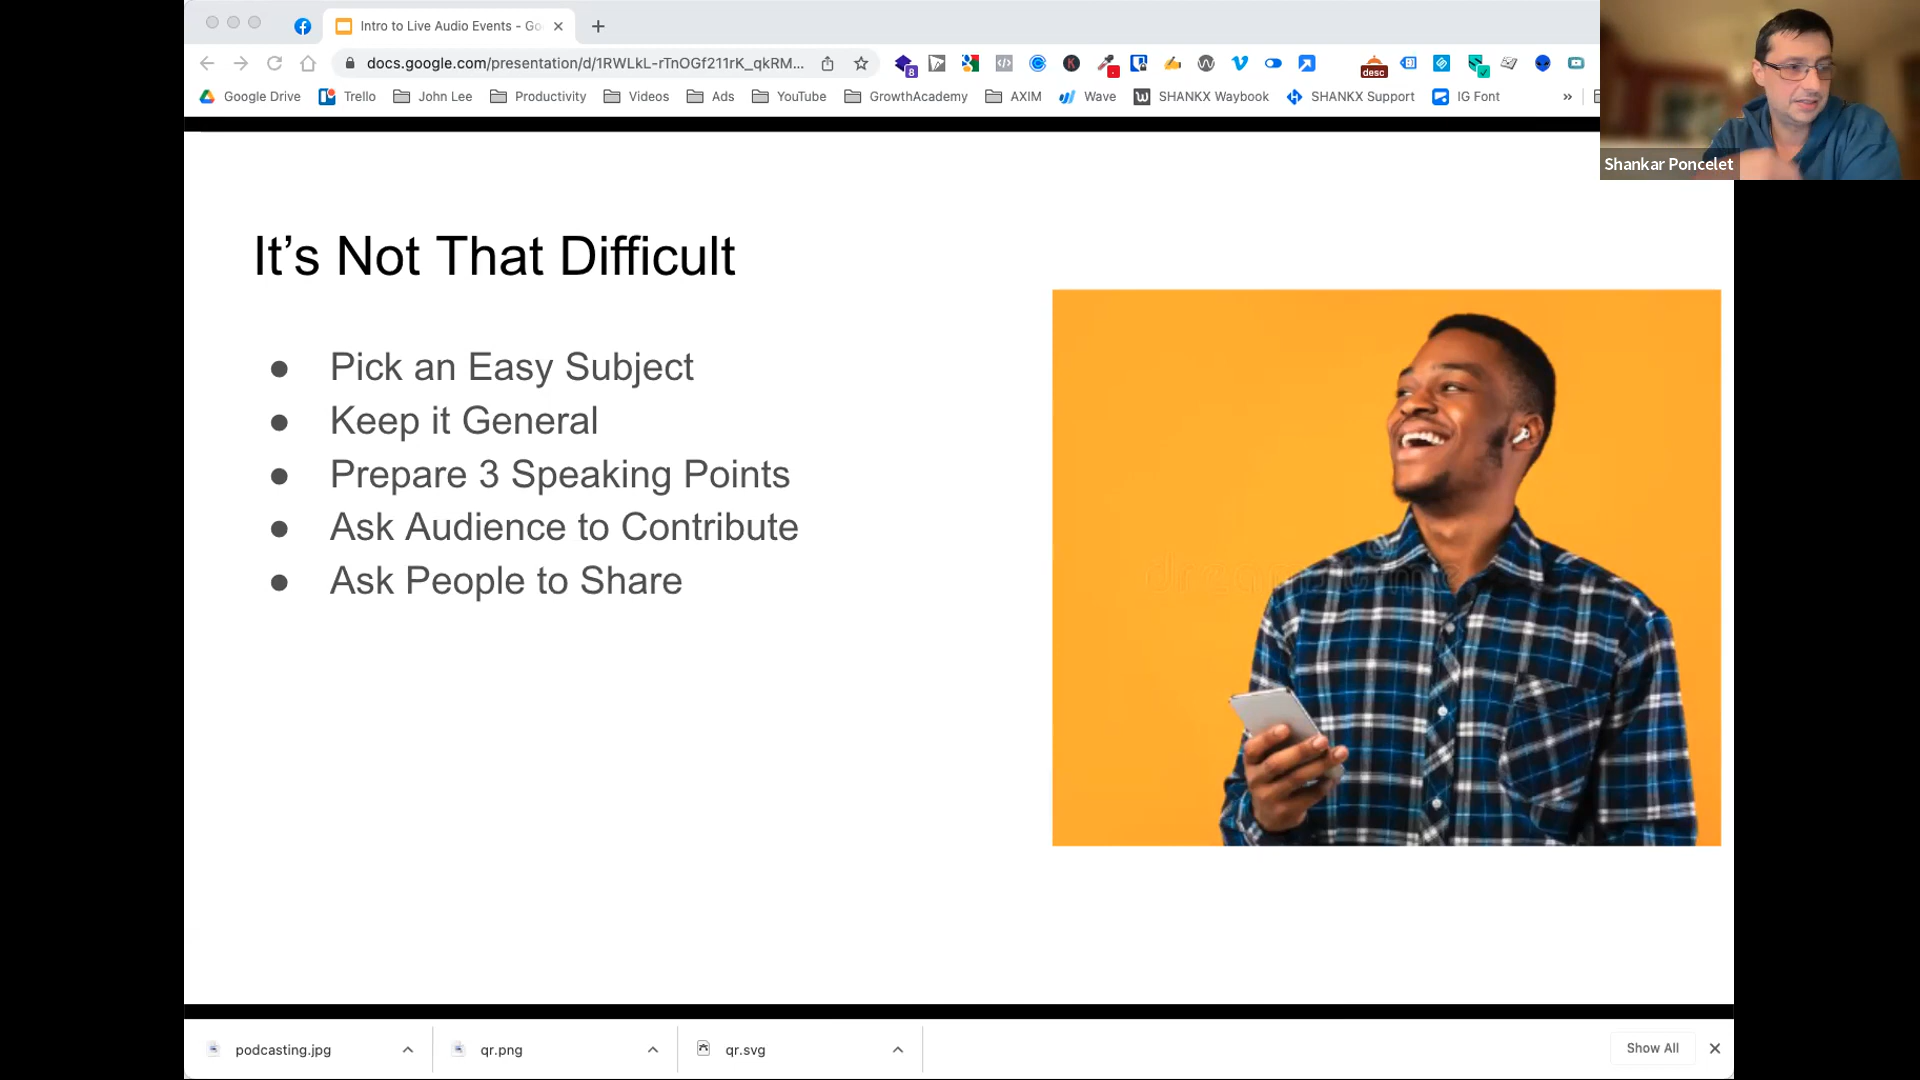 Intro to Live Audio Events - Go
docs.google.com/presentation/d/1RWLkL-rTnOGf211rK_qkRM...
8
desc
Google Drive
Trello
John Lee
Productivity
Videos
Ads
YouTube
GrowthAcademy
AXIM
Wave
SHANKX Waybook
SHANKX Support
IG Font
»
Shankar Poncelet
It’s Not That Difficult
● Pick an Easy Subject
● Keep it General
● Prepare 3 Speaking Points
● Ask Audience to Contribute
● Ask People to Share
dreamstime
podcasting.jpg
qr.png
qr.svg
Show All